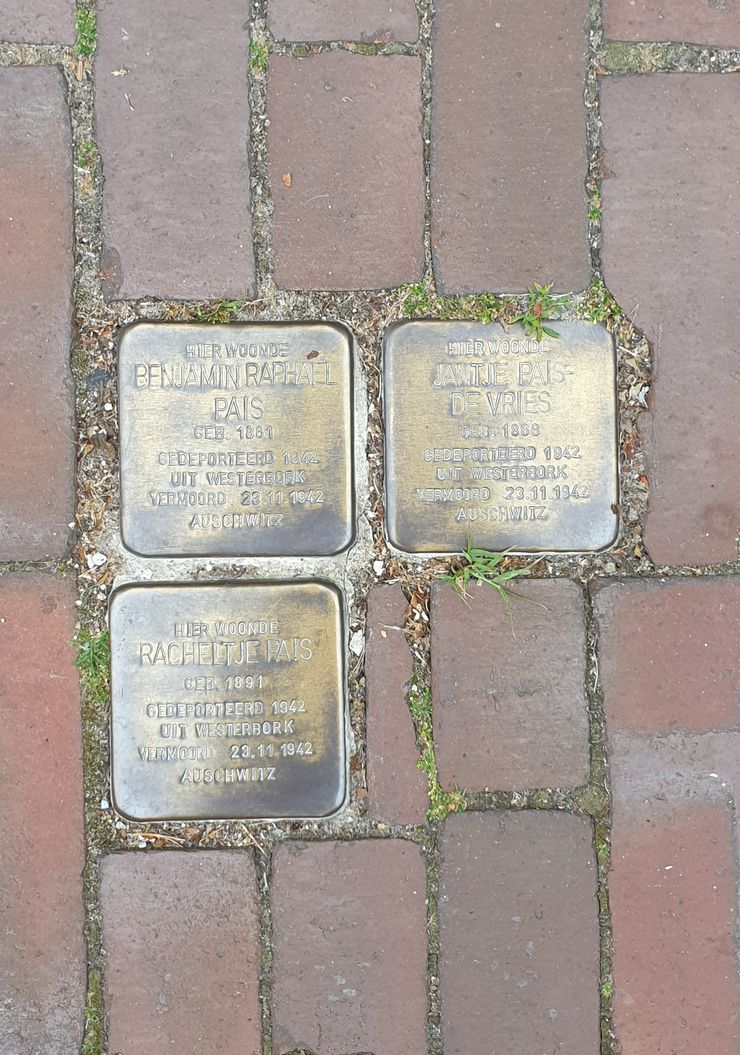 HIER WOONDE
BENJAMIN RAPHAEL
PAIS
GEB. 1861
GEDEPORTEERD 1942
UIT WESTERBORK
VERMOORD 23.11.1942
AUSCHWITZ
HIER WOONDE
JANTJE PAIS-
DE VRIES
GEB. 1868
GEDEPORTEERD 1942
UIT WESTERBORK
VERMOORD 23.11.1942
AUSCHWITZ
HIER WOONDE
RACHELTJE PAIS
GEB. 1891
GEDEPORTEERD 1942
UIT WESTERBORK
VERMOORD 23.11.1942
AUSCHWITZ